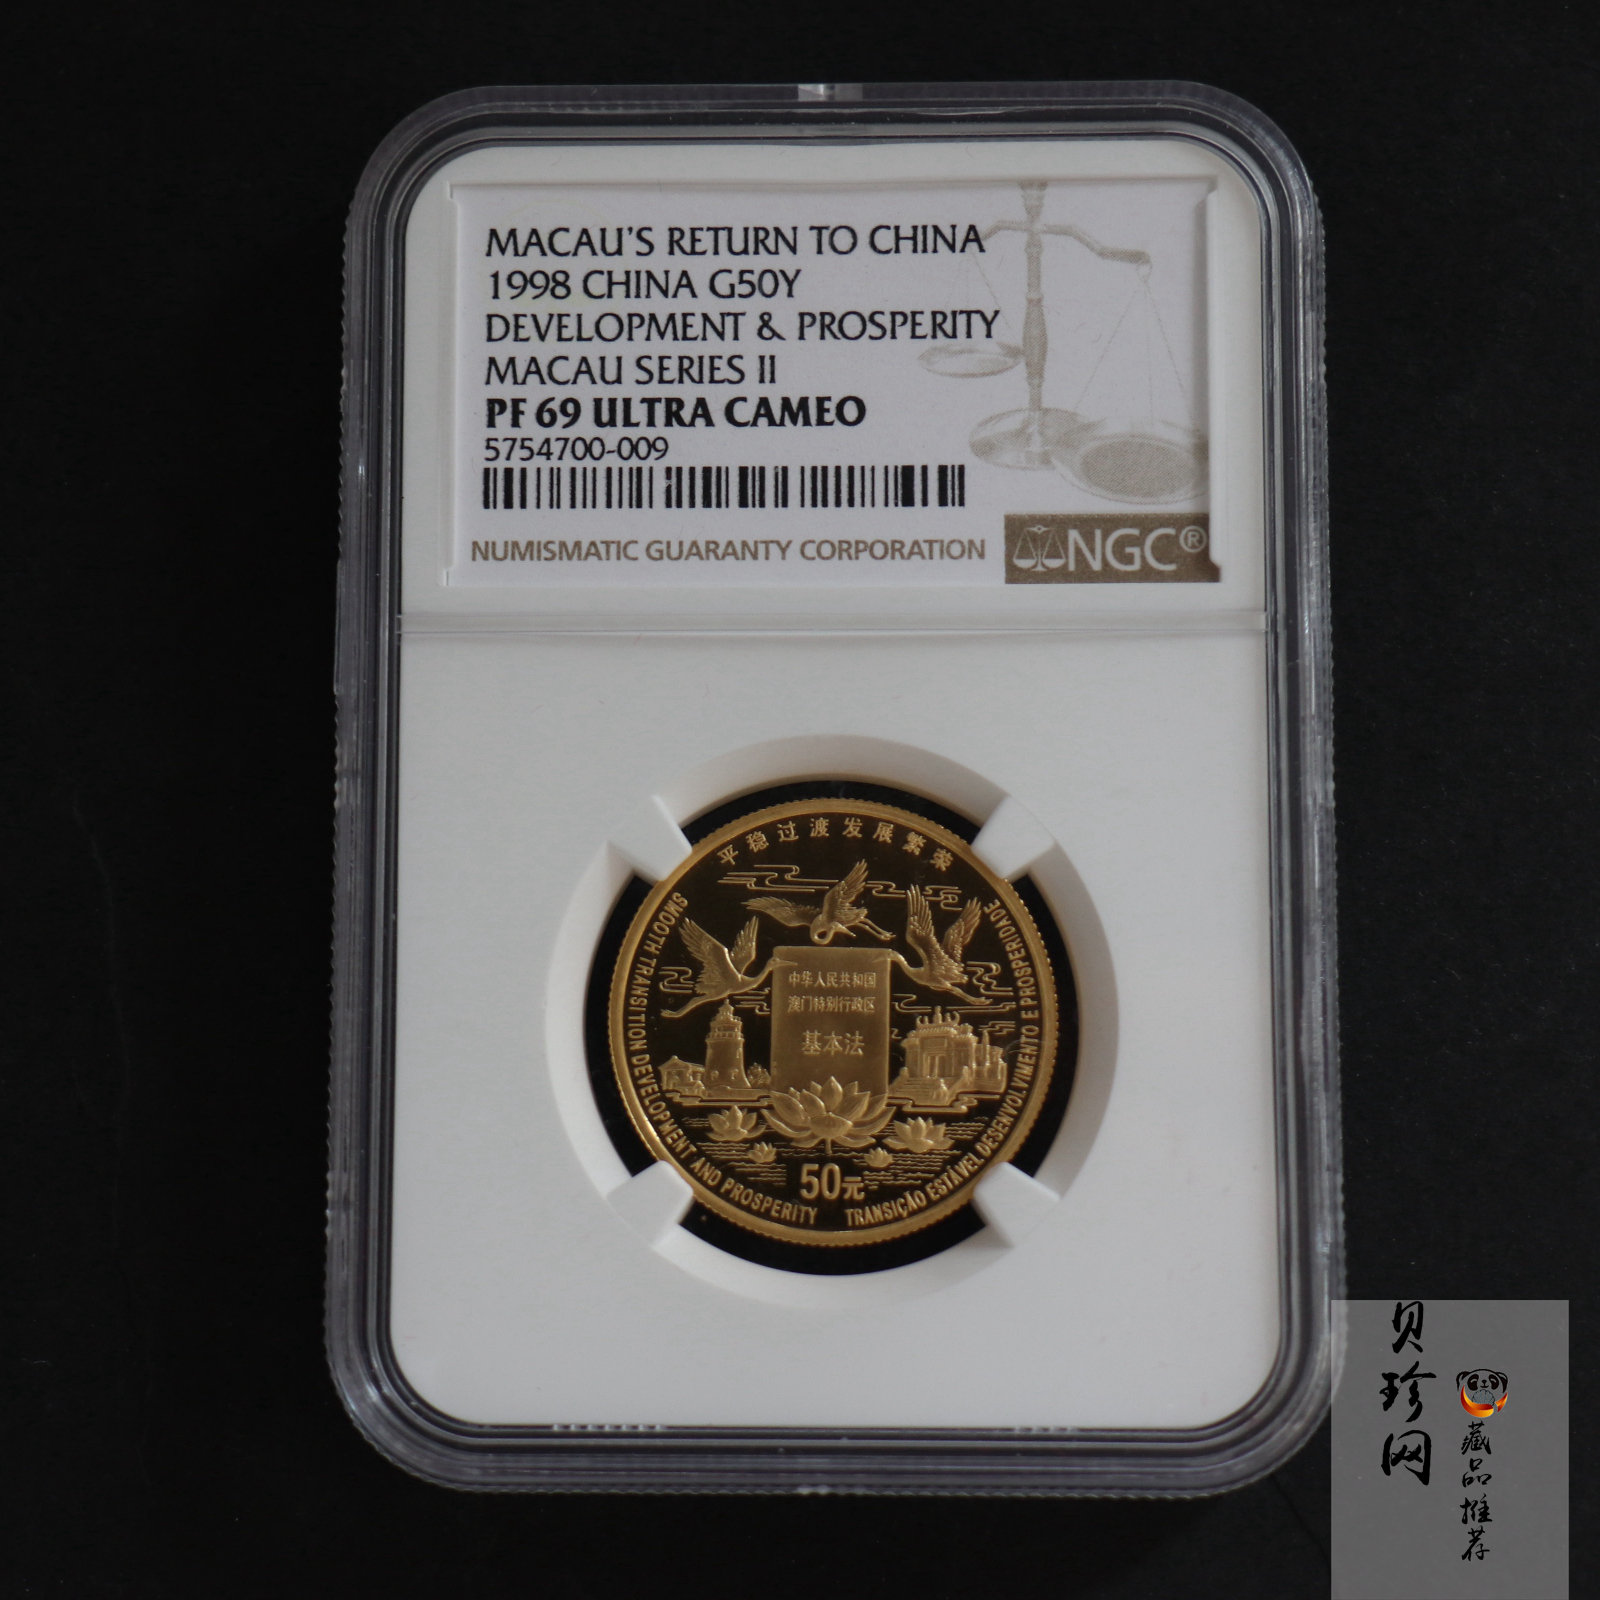 MACAU'S RETURN TO CHINA
1998 CHINA G50Y
DEVELOPMENT & PROSPERITY
MACAU SERIES II
PF 69 ULTRA CAMEO
5754700-009
NUMISMATIC GUARANTY CORPORATION
NGC®
平稳过渡发展繁荣
SMOOTH TRANSITION DEVELOPMENT AND PROSPERITY
TRANSIÇÃO ESTÁVEL DESENVOLVIMENTO E PROSPERIDADE
中华人民共和国
澳门特别行政区
基本法
50元
贝珍网
藏品推荐